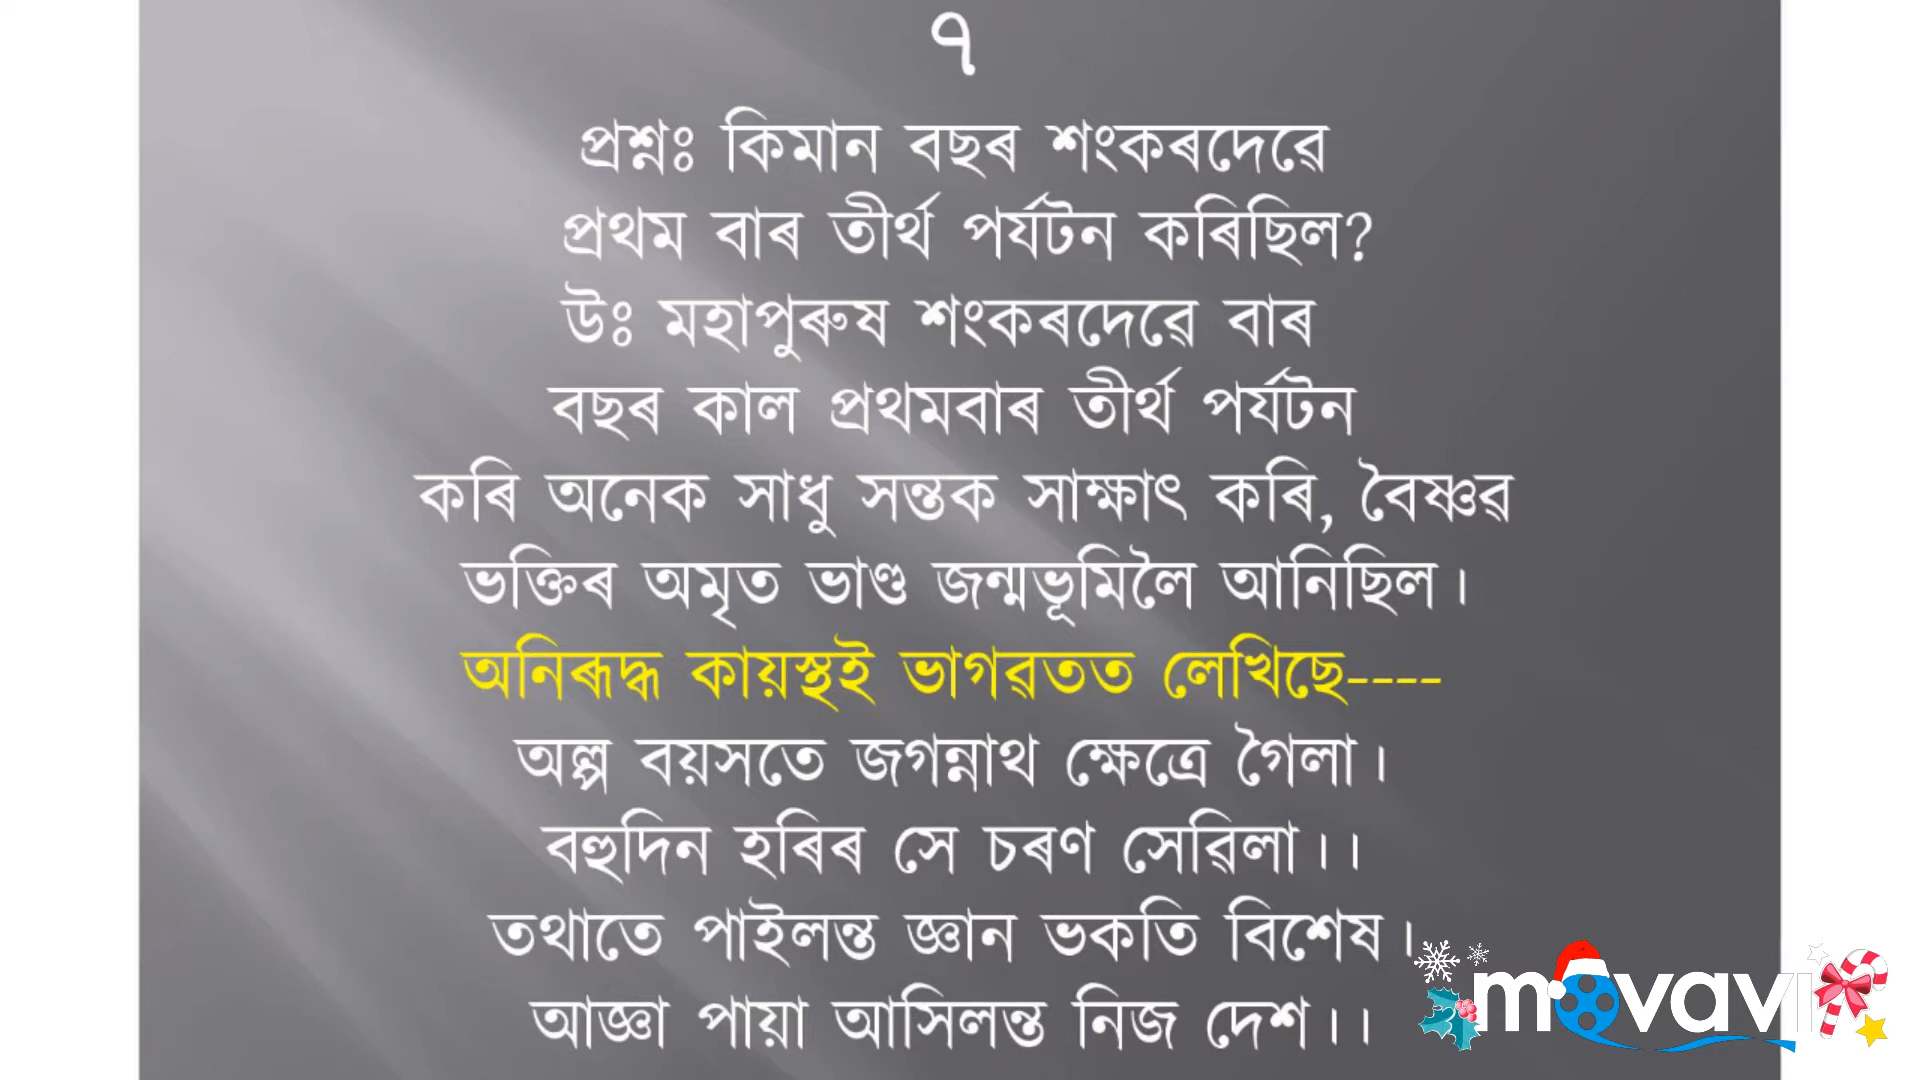 ৭
প্ৰশ্নঃ কিমান বছৰ শংকৰদেৱে
প্ৰথম বাৰ তীৰ্থ পৰ্যটন কৰিছিল?
উঃ মহাপুৰুষ শংকৰদেৱে বাৰ
বছৰ কাল প্ৰথমবাৰ তীৰ্থ পৰ্যটন
কৰি অনেক সাধু সন্তক সাক্ষাৎ কৰি, বৈষ্ণৱ
ভক্তিৰ অমৃত ভাণ্ড জন্মভূমিলৈ আনিছিল।
অনিৰূদ্ধ কায়স্থই ভাগৱতত লেখিছে----
অল্প বয়সতে জগন্নাথ ক্ষেত্ৰে গৈলা।
বহুদিন হৰিৰ সে চৰণ সেৱিলা।।
তথাতে পাইলন্ত জ্ঞান ভকতি বিশেষ।
আজ্ঞা পায়া আসিলন্ত নিজ দেশ।।
movavi